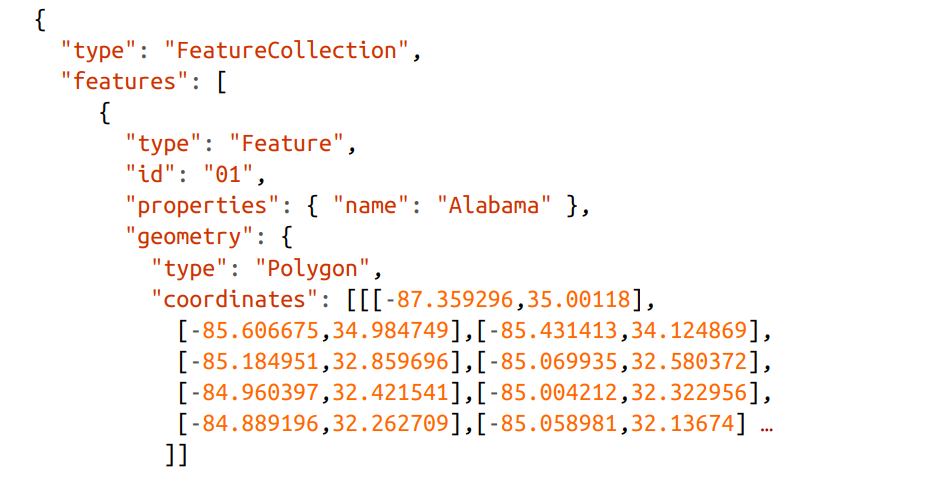 {
"type": "FeatureCollection",
"features": [
{
"type": "Feature",
"id": "01",
"properties": { "name": "Alabama" },
"geometry": {
"type": "Polygon",
"coordinates": [[[-87.359296,35.00118],
[-85.606675,34.984749],[-85.431413,34.124869],
[-85.184951,32.859696],[-85.069935,32.580372],
[-84.960397,32.421541],[-85.004212,32.322956],
[-84.889196,32.262709],[-85.058981,32.13674] …
]]